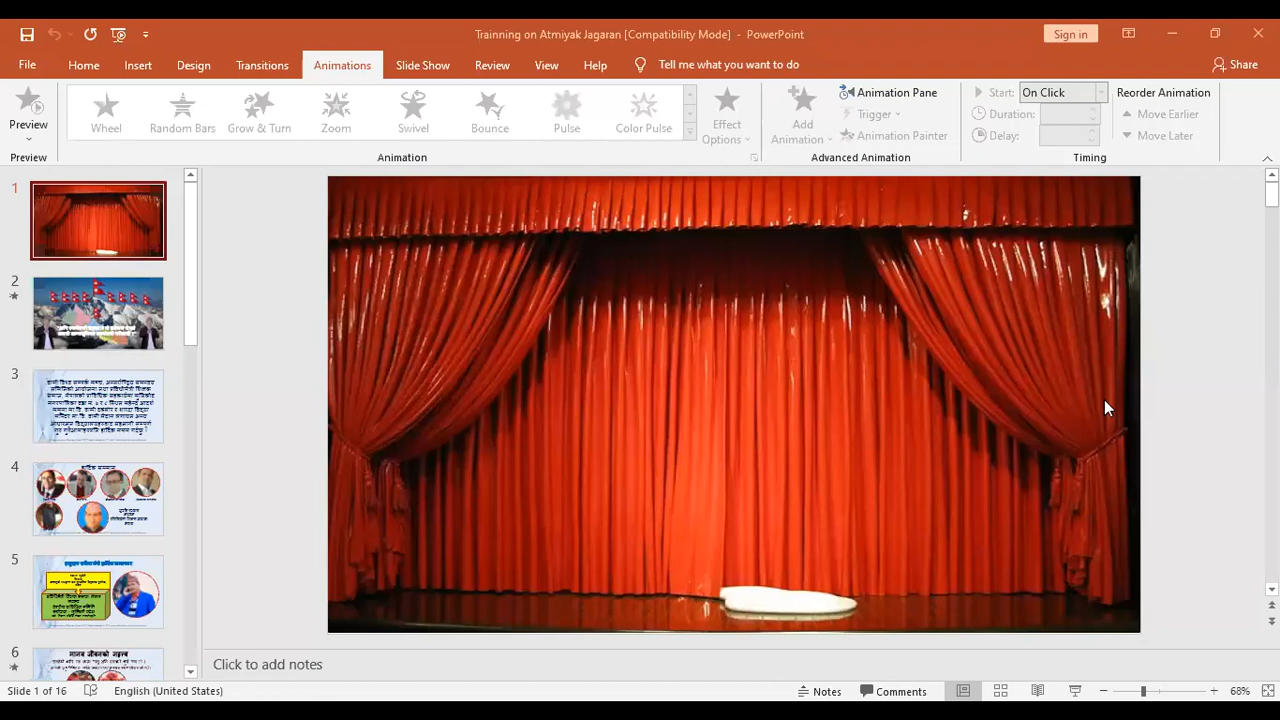 Trainning on Atmiyak Jagaran [Compatibility Mode] - PowerPoint
Sign in
File
Home
Insert
Design
Transitions
Animations
Slide Show
Review
View
Help
Tell me what you want to do
Share
Preview
Wheel
Random Bars
Grow & Turn
Zoom
Swivel
Bounce
Pulse
Color Pulse
Effect
Options
Add
Animation
Animation Pane
Trigger
Animation Painter
Start: On Click
Duration:
Delay:
Reorder Animation
Move Earlier
Move Later
Preview
Animation
Advanced Animation
Timing
1
2
3
4
हार्दिक सम्मान
5
6
मानव जीवनको महत्व
Click to add notes
Slide 1 of 16
English (United States)
Notes
Comments
68%